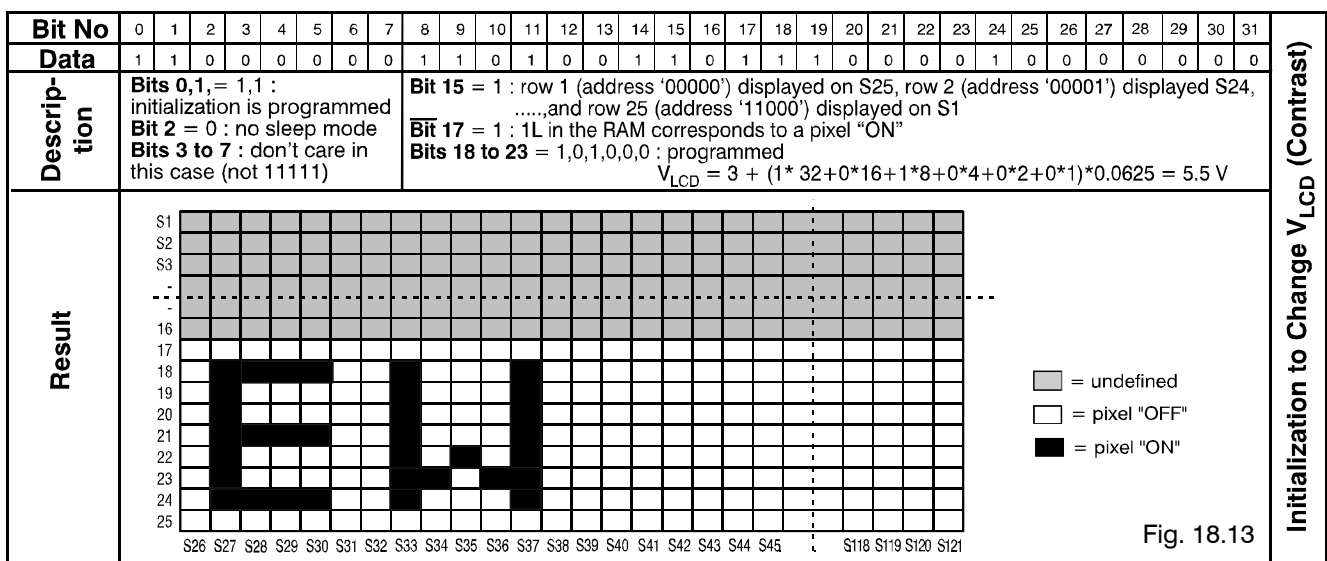 Bit No 0 1 2 3 4 5 6 7 8 9 10 11 12 13 14 15 16 17 18 19 20 21 22 23 24 25 26 27 28 29 30 31
Data 1 1 0 0 0 0 0 0 1 1 0 1 0 0 1 1 0 1 1 1 0 0 0 0 1 0 0 0 0 0 0 0
Descrip-
tion
Bits 0,1,= 1,1 :
initialization is programmed
Bit 2 = 0 : no sleep mode
Bits 3 to 7 : don't care in
this case (not 11111)
Bit 15 = 1 : row 1 (address '00000') displayed on S25, row 2 (address '00001') displayed S24,
.....,and row 25 (address '11000') displayed on S1
Bit 17 = 1 : 1L in the RAM corresponds to a pixel "ON"
Bits 18 to 23 = 1,0,1,0,0,0 : programmed
VLCD = 3 + (1* 32+0*16+1*8+0*4+0*2+0*1)*0.0625 = 5.5 V
Result
S1
S2
S3
-
-
16
17
18
19
20
21
22
23
24
25
S26 S27 S28 S29 S30 S31 S32 S33 S34 S35 S36 S37 S38 S39 S40 S41 S42 S43 S44 S45 S118 S119 S120 S121
= undefined
= pixel "OFF"
= pixel "ON"
Fig. 18.13
Initialization to Change VLCD (Contrast)